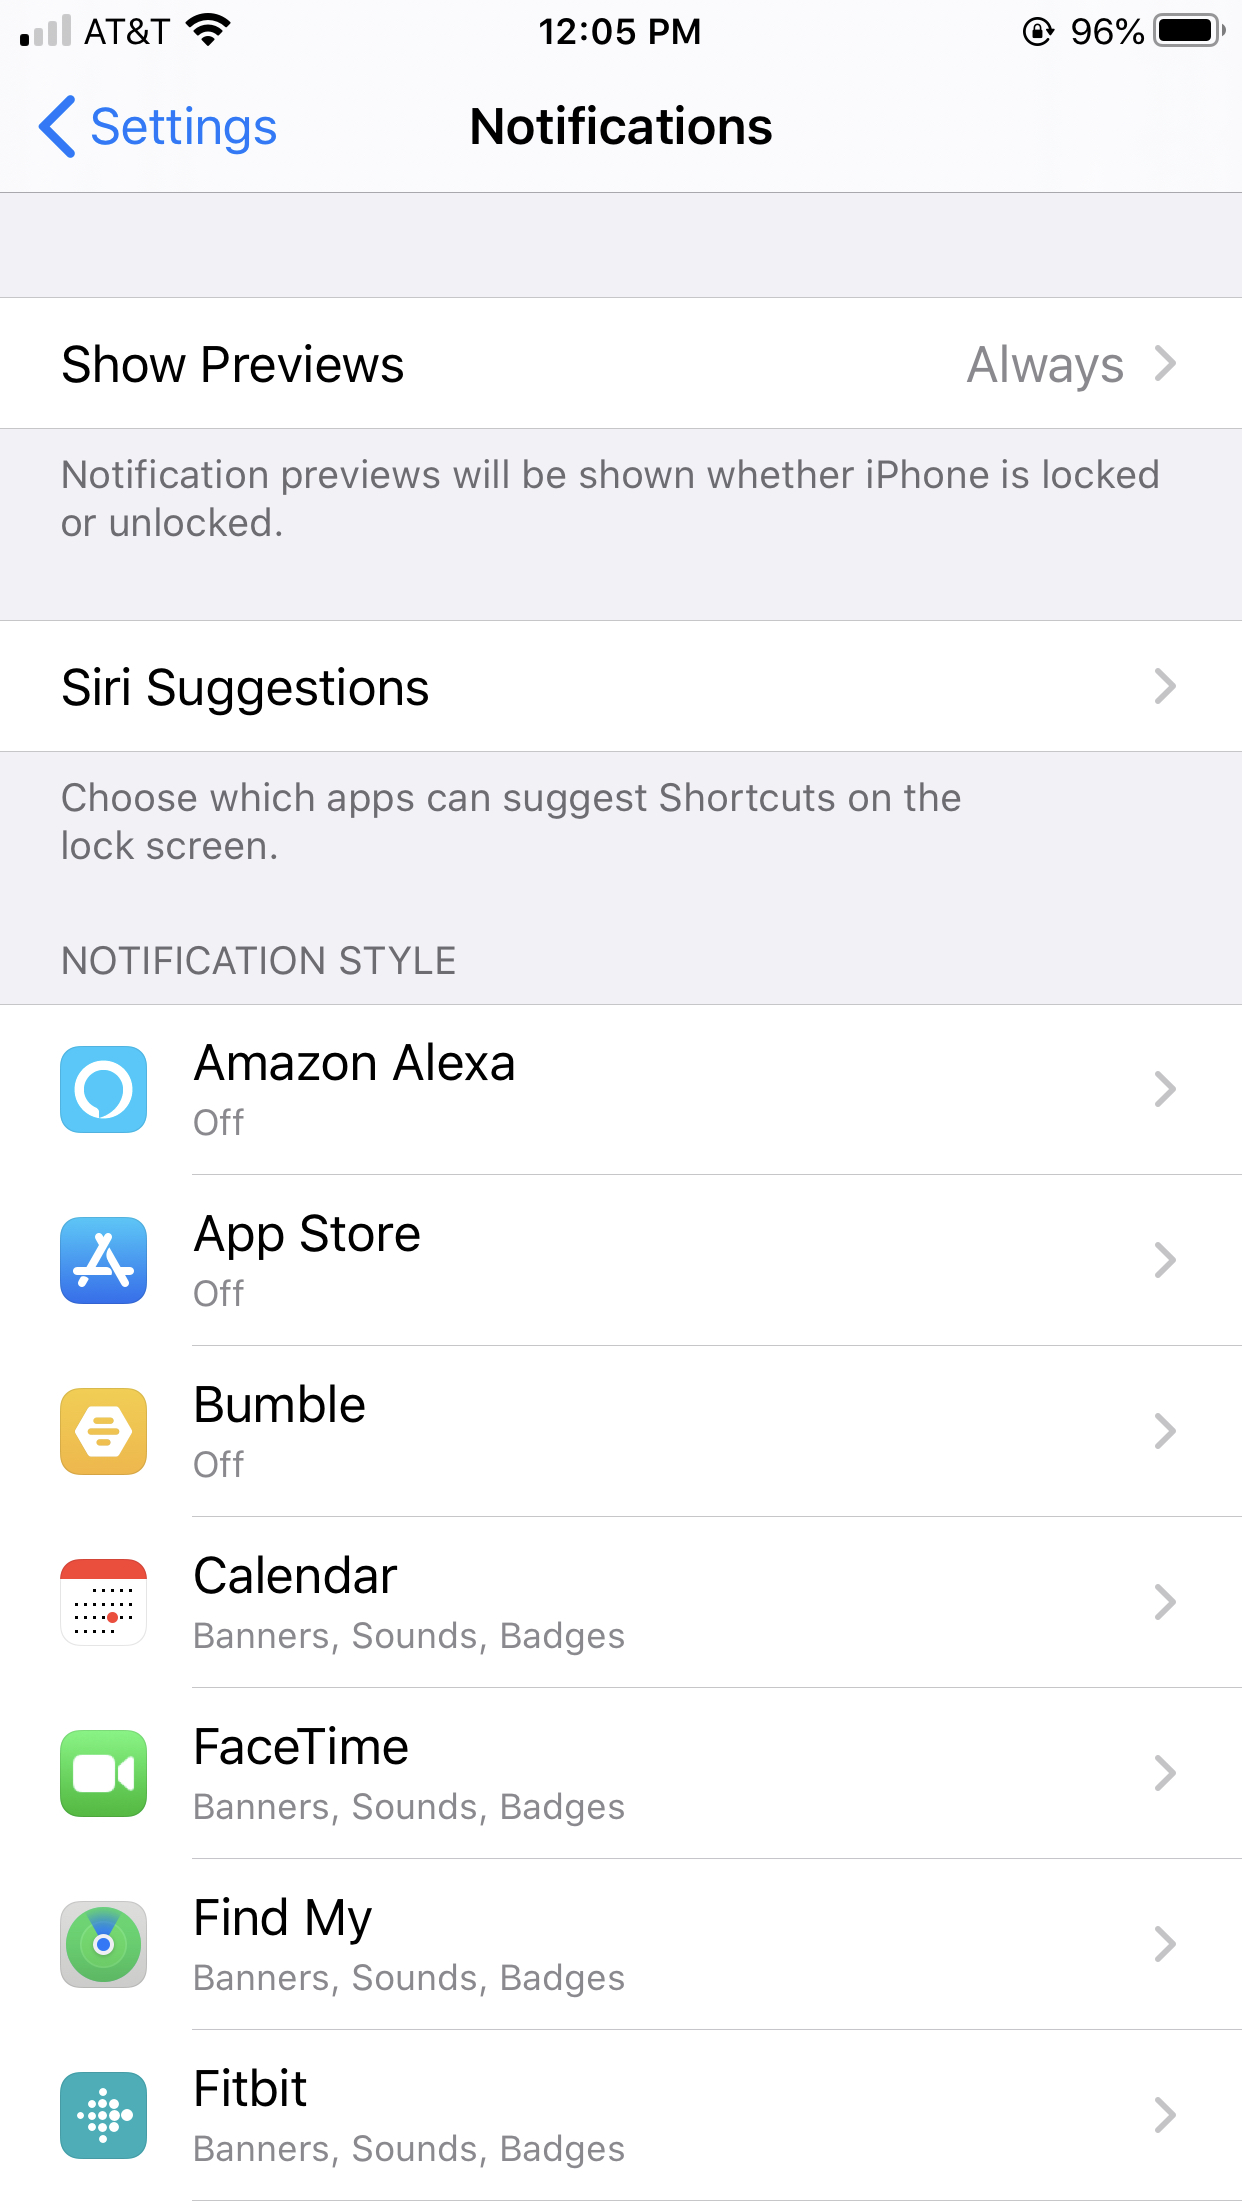 AT&T 12:05 PM 96%
Settings Notifications
Show Previews Always
Notification previews will be shown whether iPhone is locked
or unlocked.
Siri Suggestions
Choose which apps can suggest Shortcuts on the
lock screen.
NOTIFICATION STYLE
Amazon Alexa
Off
App Store
Off
Bumble
Off
Calendar
Banners, Sounds, Badges
FaceTime
Banners, Sounds, Badges
Find My
Banners, Sounds, Badges
Fitbit
Banners, Sounds, Badges